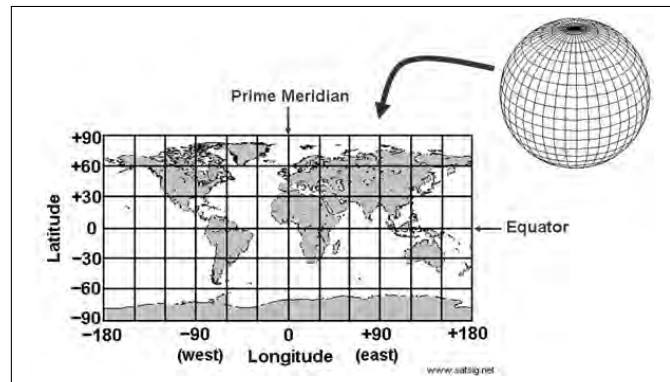 Prime Meridian
+90
+60
+30
0
−30
−60
−90
Latitude
Equator
−180 −90 0 +90 +180
(west) Longitude (east)
www.satsig.net